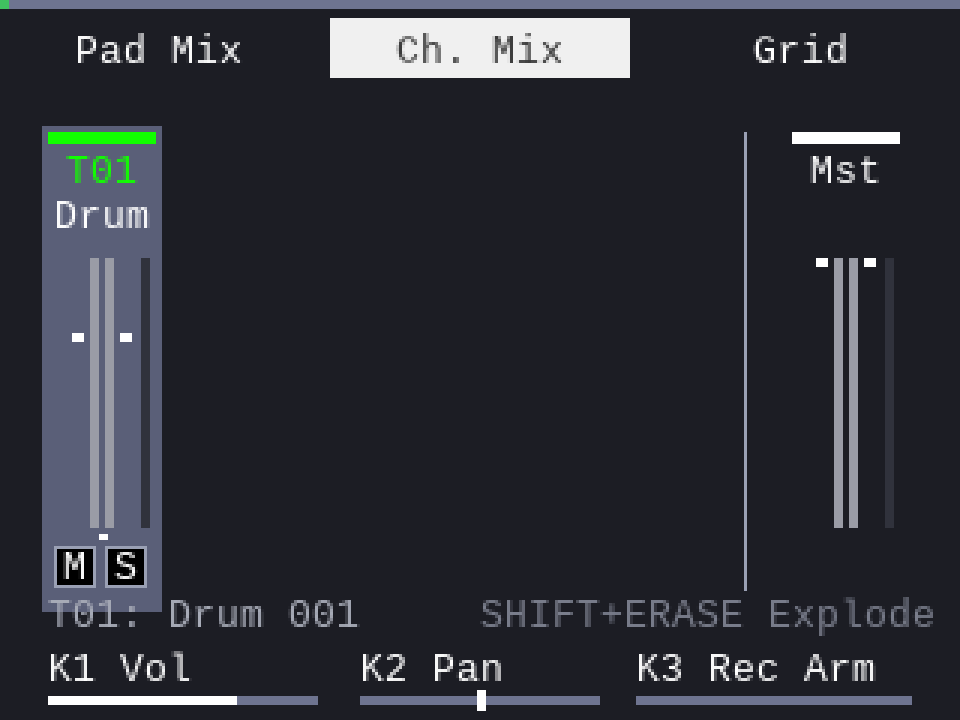 Pad Mix Ch. Mix Grid
T01 Mst
Drum
M S
T01: Drum 001 SHIFT+ERASE Explode
K1 Vol K2 Pan K3 Rec Arm